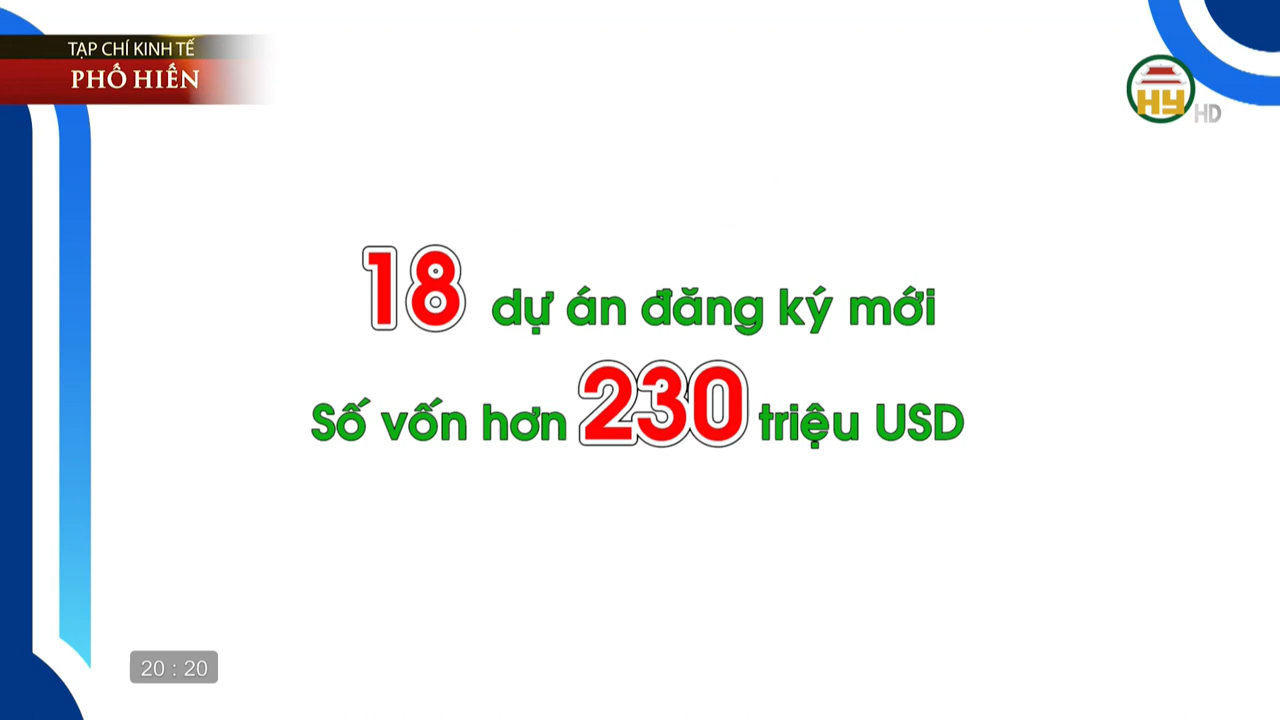 TẠP CHÍ KINH TẾ
PHỐ HIẾN
HY
HD
18 dự án đăng ký mới
Số vốn hơn 230 triệu USD
20 : 20